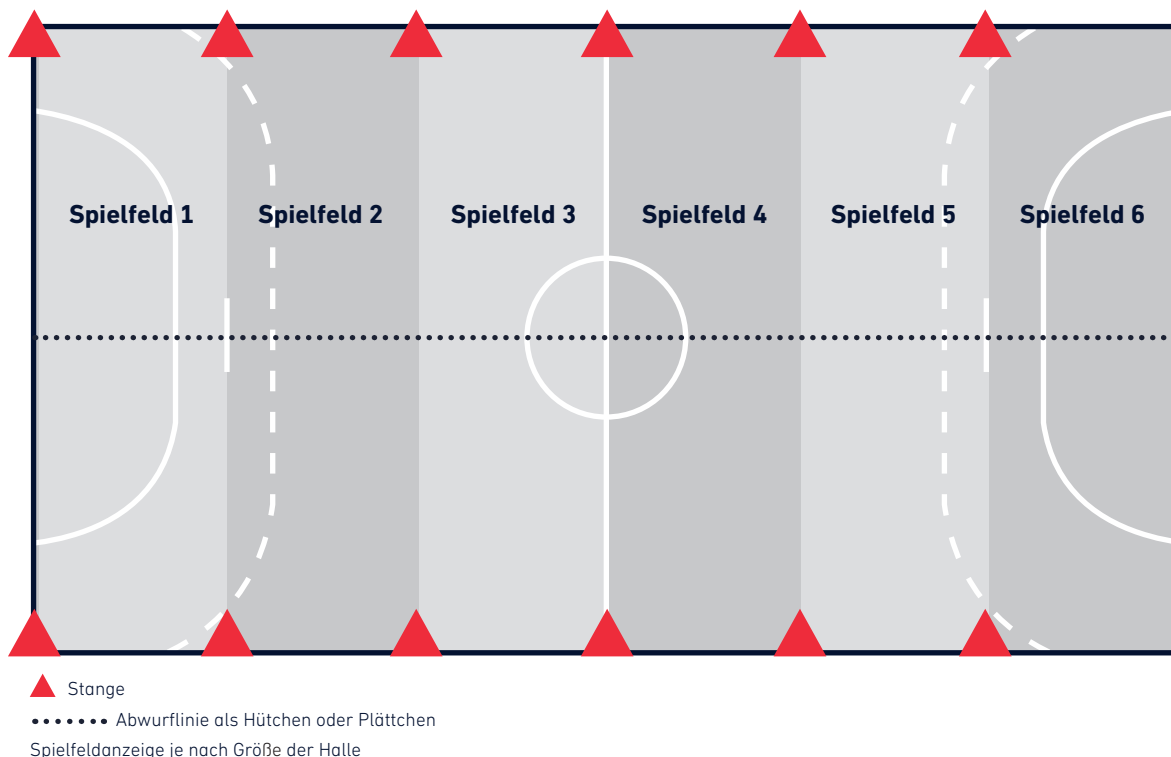 Spielfeld 1 Spielfeld 2 Spielfeld 3 Spielfeld 4 Spielfeld 5 Spielfeld 6
Stange
Abwurflinie als Hütchen oder Plättchen
Spielfeldanzeige je nach Größe der Halle